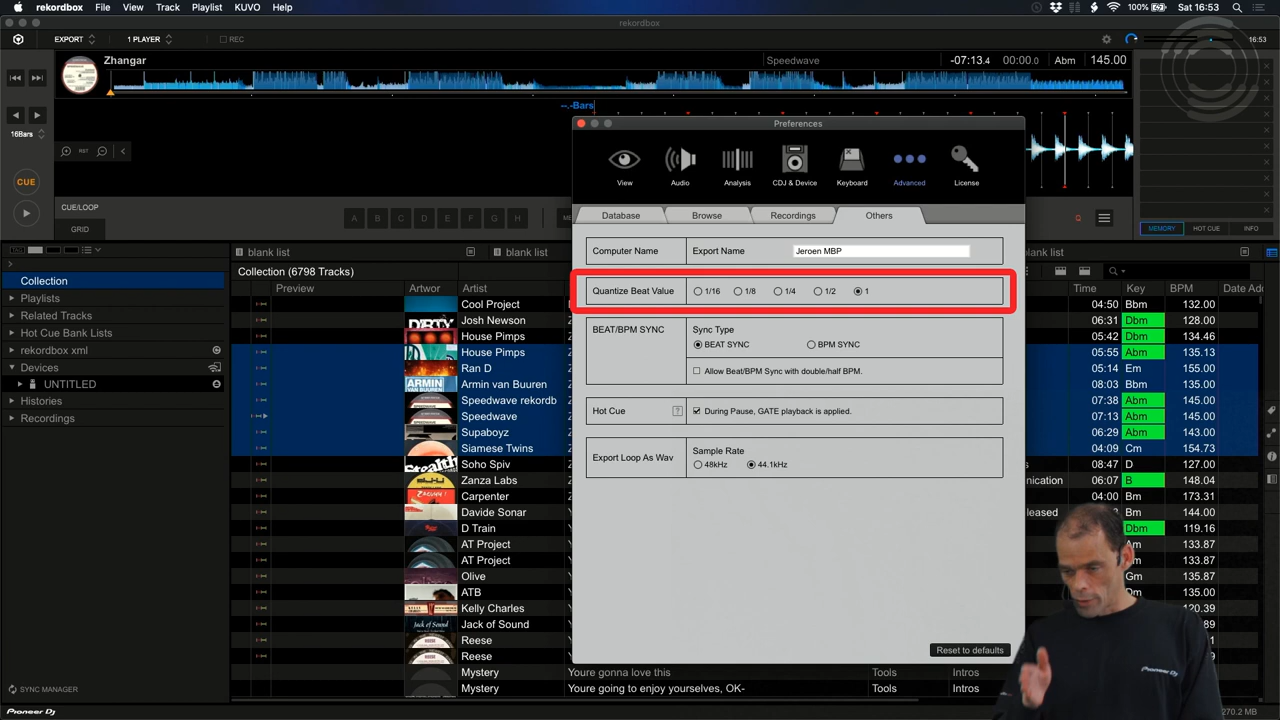 rekordbox File View Track Playlist KUVO Help 100% Sat 16:53
rekordbox
EXPORT 1 PLAYER REC 16:53
Zhangar Speedwave -07:13.4 00:00.0 Abm 145.00
--.-Bars
16Bars
RST
CUE
CUE/LOOP
GRID
A B C D E F G H
MEMORY HOT CUE INFO
Preferences
View Audio Analysis CDJ & Device Keyboard Advanced License
Database Browse Recordings Others
Computer Name Export Name Jeroen MBP
Quantize Beat Value 1/16 1/8 1/4 1/2 1
BEAT/BPM SYNC Sync Type
BEAT SYNC BPM SYNC
Allow Beat/BPM Sync with double/half BPM.
Hot Cue ? During Pause, GATE playback is applied.
Export Loop As Wav Sample Rate
48kHz 44.1kHz
Reset to defaults
TAG
Collection
Playlists
Related Tracks
Hot Cue Bank Lists
rekordbox xml
Devices
UNTITLED
Histories
Recordings
SYNC MANAGER
Pioneer Dj
blank list blank list blank list
Collection (6798 Tracks)
Preview Artwor Artist Time Key BPM Date Add
Cool Project 04:50 Bbm 132.00
Josh Newson 06:31 Dbm 128.00
House Pimps 05:42 Dbm 134.46
House Pimps 05:55 Abm 135.13
Ran D 05:14 Em 155.00
Armin van Buuren 08:03 Bbm 138.00
Speedwave rekordb 07:38 Abm 145.00
Speedwave 07:13 Abm 145.00
Supaboyz 06:29 Abm 143.00
Siamese Twins 04:09 Cm 154.73
Soho Spiv 08:47 D 127.00
Zanza Labs 06:07 B 148.04
Carpenter 04:00 Bm 173.31
Davide Sonar Bm 144.00
D Train Dbm 119.16
AT Project 133.87
AT Project 133.87
Olive 135.87
ATB
Kelly Charles 120.39
Jack of Sound
Reese
Reese
Mystery Youre gonna love this Tools Intros
Mystery Youre going to enjoy yourselves, OK- Tools Intros
270.2 MB
Pioneer Dj